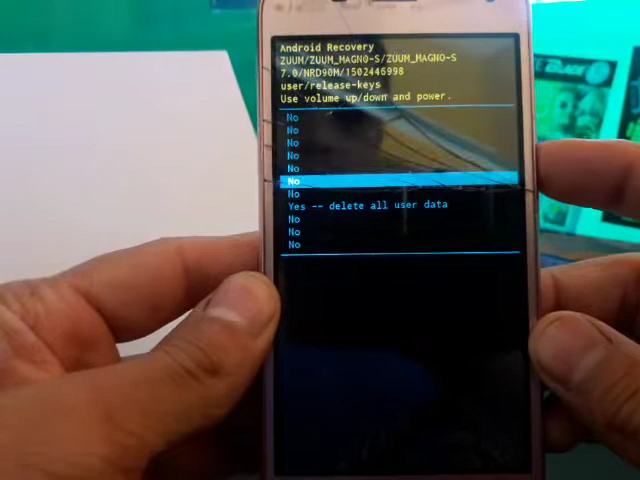 Android Recovery
ZUUM/ZUUM_MAGNO-S/ZUUM_MAGNO-S
7.0/NRD90M/1502446998
user/release-keys
Use volume up/down and power.
No
No
No
No
No
No
No
Yes -- delete all user data
No
No
No